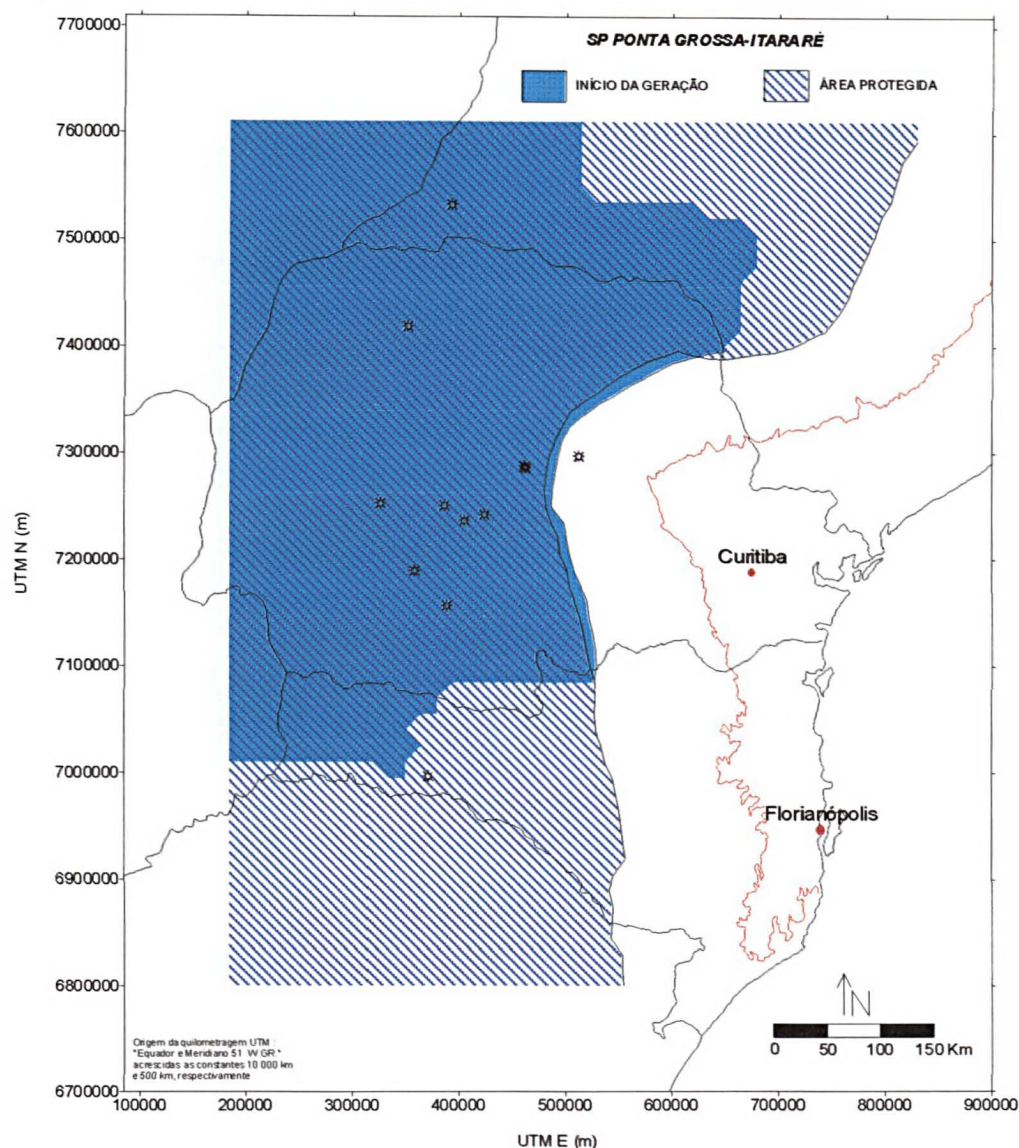 SP PONTA GROSSA-ITARARÉ
INÍCIO DA GERAÇÃO
ÁREA PROTEGIDA
7700000
7600000
7500000
7400000
7300000
7200000
7100000
7000000
6900000
6800000
6700000
UTM N (m)
Curitiba
Florianópolis
N
0 50 100 150 Km
Origem da quilometragem UTM :
"Equador e Meridiano 51 W GR."
acrescidas as constantes 10 000 km
e 500 km, respectivamente
100000 200000 300000 400000 500000 600000 700000 800000 900000
UTM E (m)